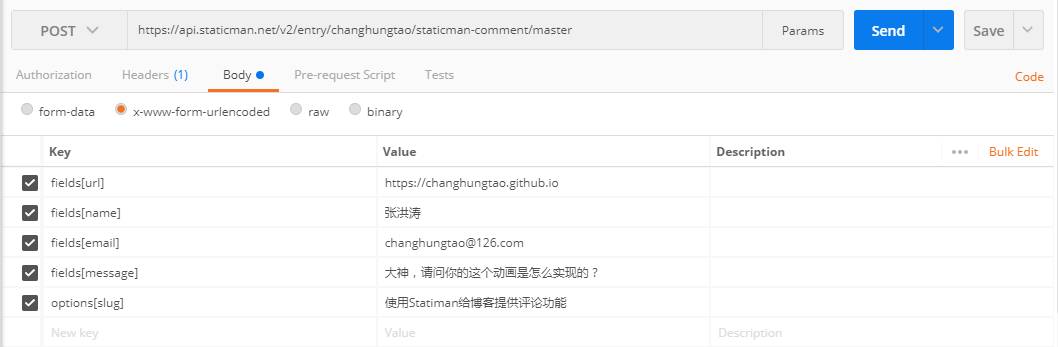 POST https://api.staticman.net/v2/entry/changhungtao/staticman-comment/master Params Send Save
Authorization Headers (1) Body Pre-request Script Tests Code
form-data x-www-form-urlencoded raw binary
Key Value Description ••• Bulk Edit
fields[url] https://changhungtao.github.io
fields[name] 张洪涛
fields[email] changhungtao@126.com
fields[message] 大神，请问你的这个动画是怎么实现的？
options[slug] 使用Statiman给博客提供评论功能
New key Value Description